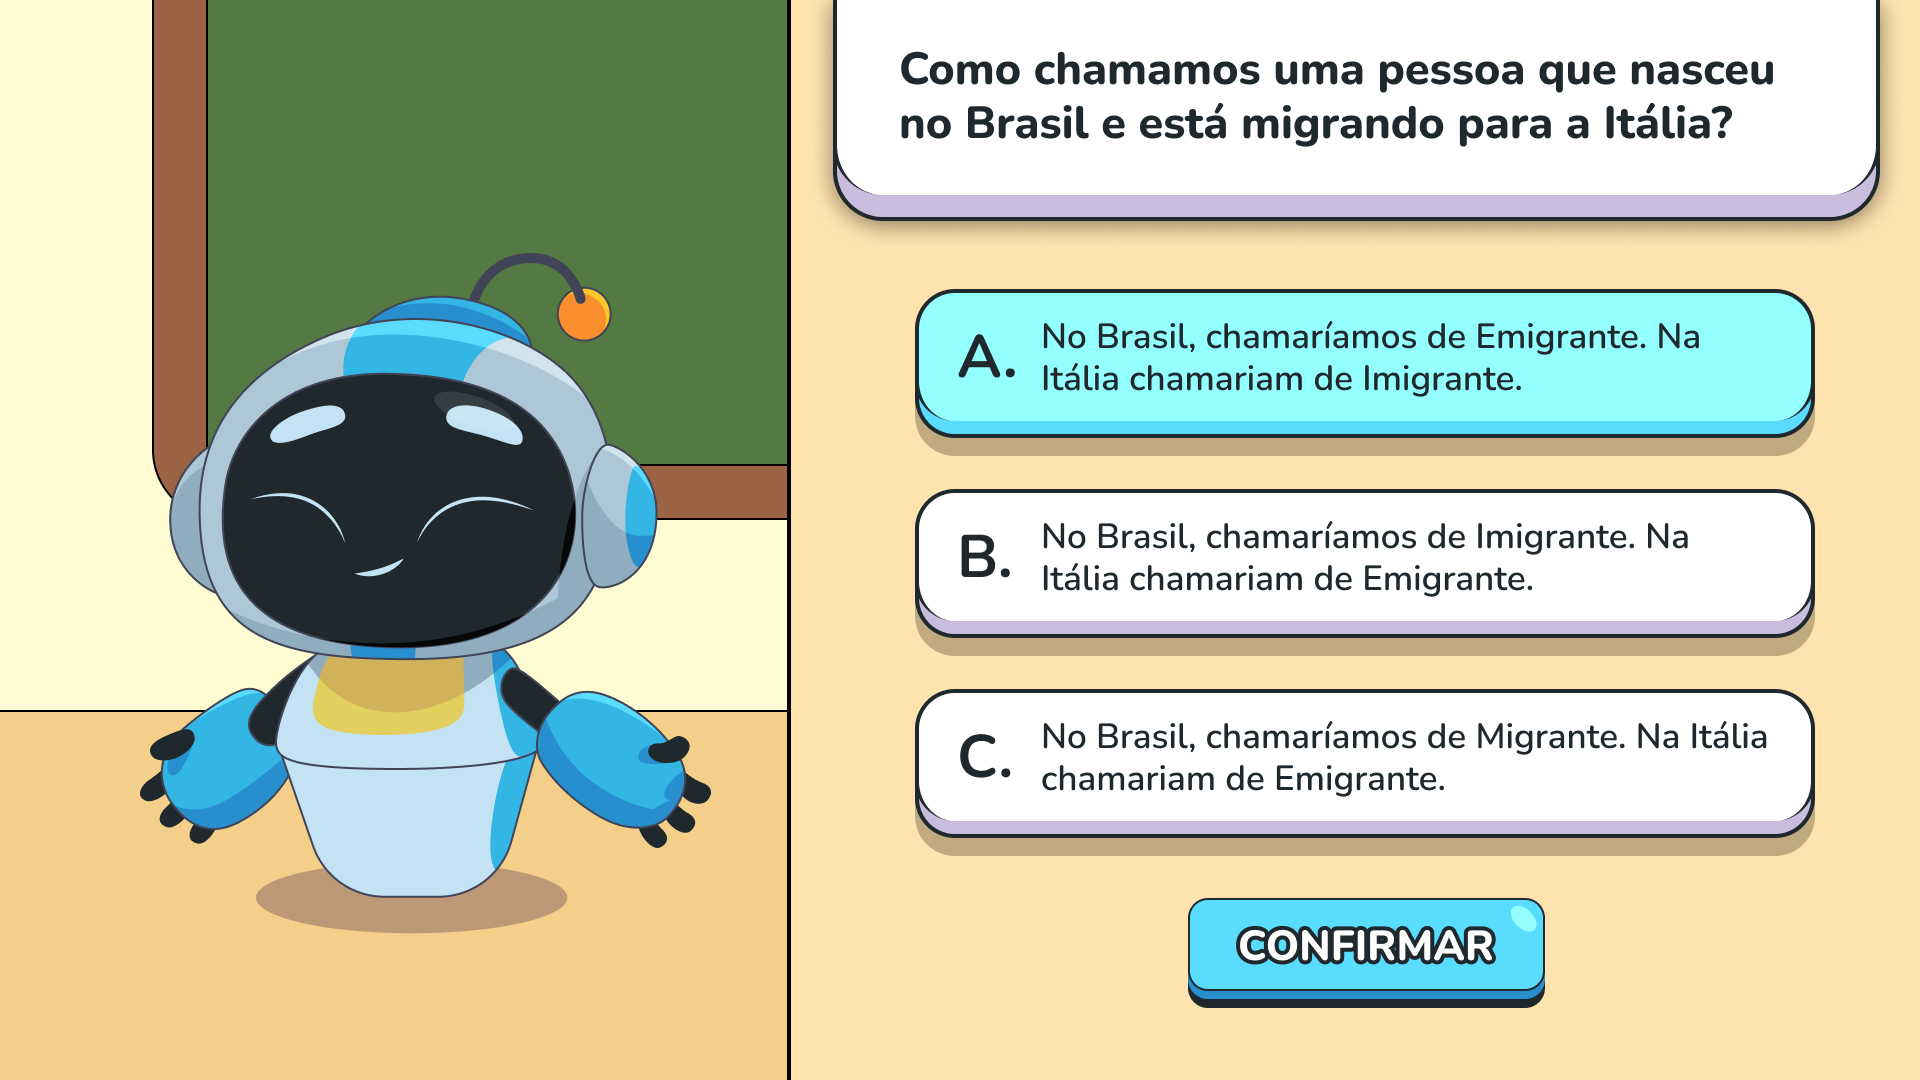 Como chamamos uma pessoa que nasceu
no Brasil e está migrando para a Itália?
A. No Brasil, chamaríamos de Emigrante. Na
Itália chamariam de Imigrante.
B. No Brasil, chamaríamos de Imigrante. Na
Itália chamariam de Emigrante.
C. No Brasil, chamaríamos de Migrante. Na Itália
chamariam de Emigrante.
CONFIRMAR